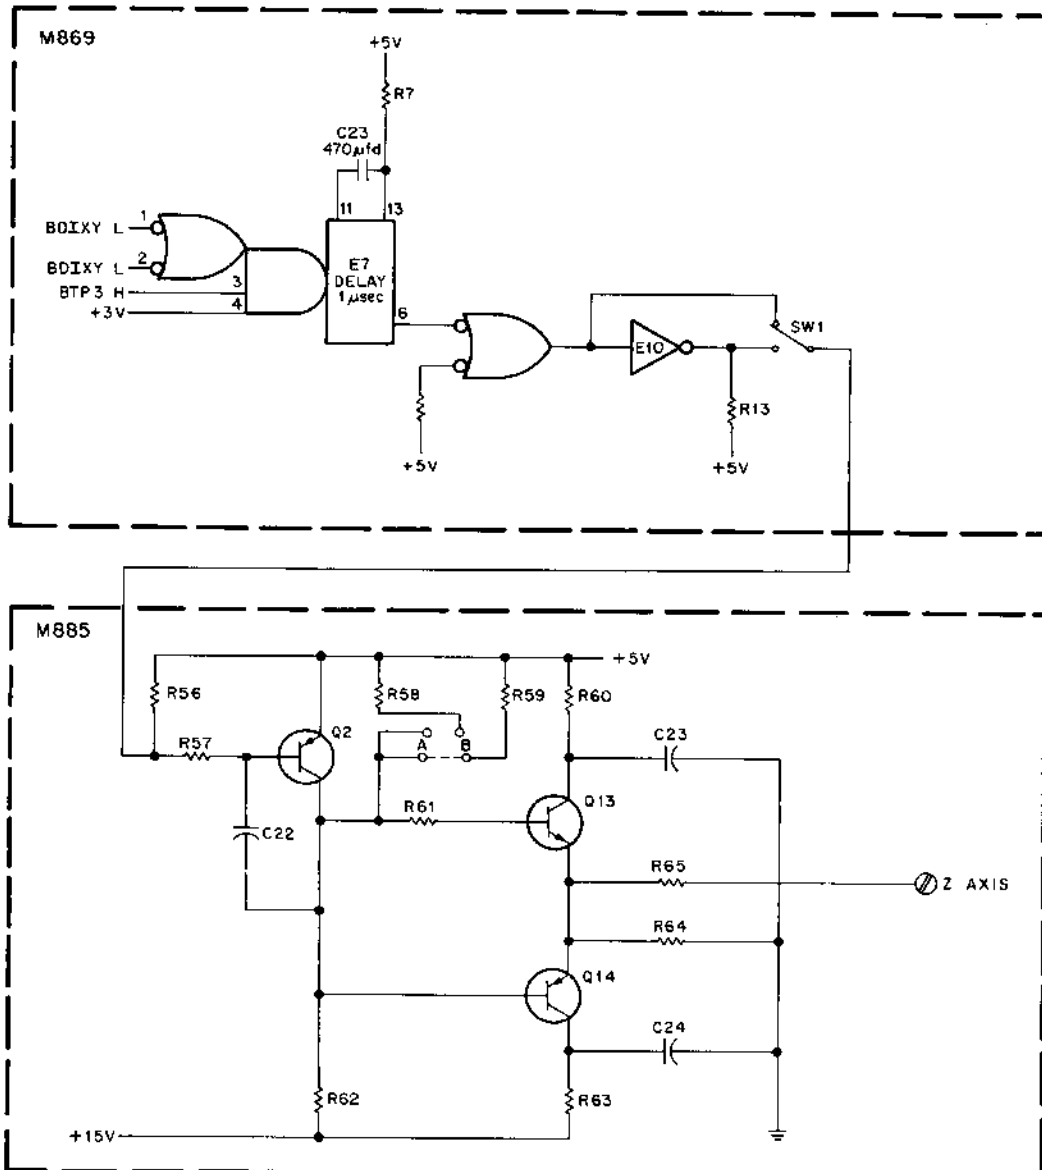 M869
+5V
R7
C23
470µfd
11
13
BDIXY L
1
BDIXY L
2
BTP3 H
3
+3V
4
E7
DELAY
1µsec
6
+5V
E10
SW1
R13
+5V
M885
+5V
R56
R58
R59
R60
R57
Q2
A
B
C23
C22
R61
Q13
R65
Z AXIS
R64
Q14
C24
R62
R63
+15V